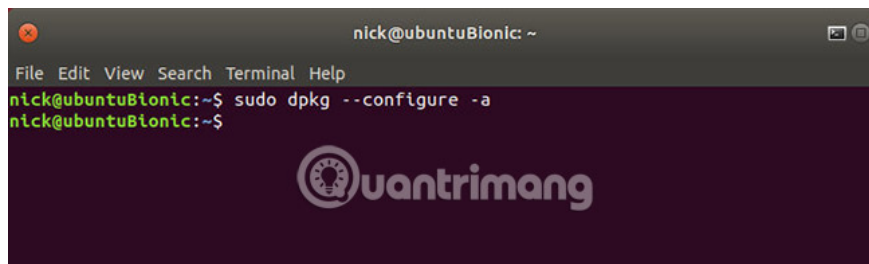 nick@ubuntuBionic: ~
File Edit View Search Terminal Help
nick@ubuntuBionic:~$ sudo dpkg --configure -a
nick@ubuntuBionic:~$
Quantrimang